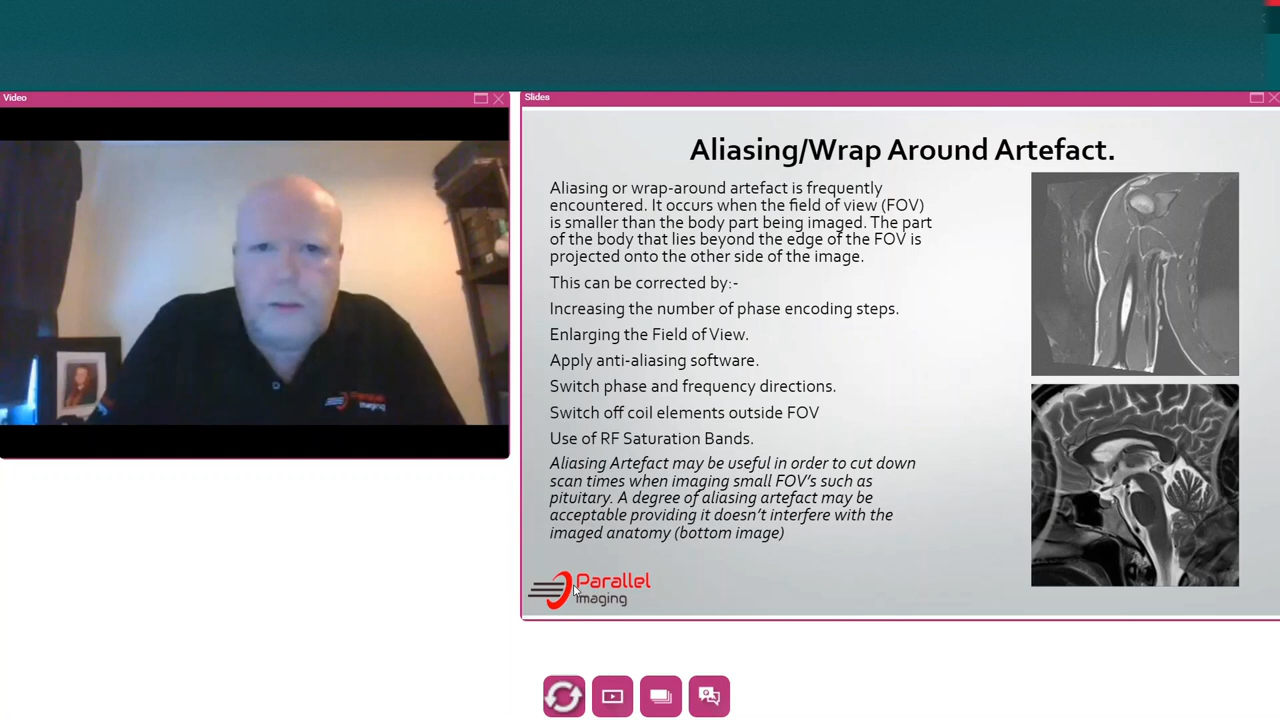 Video
Slides
Aliasing/Wrap Around Artefact.
Aliasing or wrap-around artefact is frequently
encountered. It occurs when the field of view (FOV)
is smaller than the body part being imaged. The part
of the body that lies beyond the edge of the FOV is
projected onto the other side of the image.
This can be corrected by:-
Increasing the number of phase encoding steps.
Enlarging the Field of View.
Apply anti-aliasing software.
Switch phase and frequency directions.
Switch off coil elements outside FOV
Use of RF Saturation Bands.
Aliasing Artefact may be useful in order to cut down
scan times when imaging small FOV's such as
pituitary. A degree of aliasing artefact may be
acceptable providing it doesn't interfere with the
imaged anatomy (bottom image)
Parallel
imaging
imaging